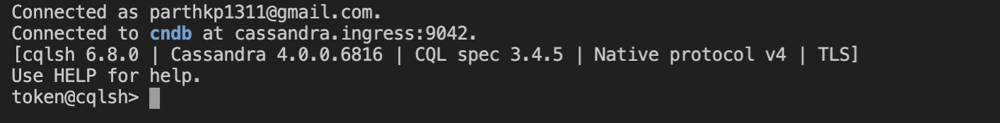 Connected as parthkp1311@gmail.com.
Connected to cndb at cassandra.ingress:9042.
[cqlsh 6.8.0 | Cassandra 4.0.0.6816 | CQL spec 3.4.5 | Native protocol v4 | TLS]
Use HELP for help.
token@cqlsh>